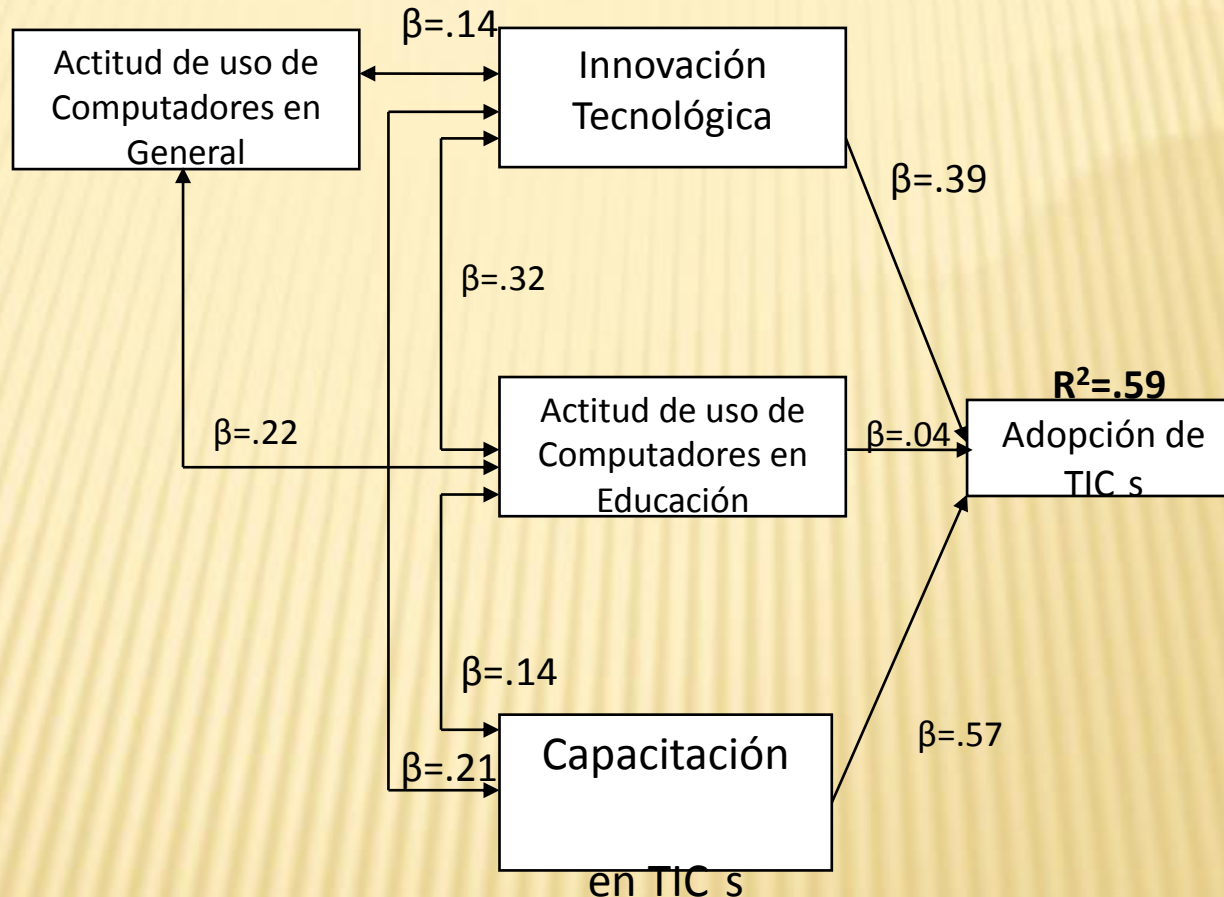 β=.14
Actitud de uso de
Computadores en
General
Innovación
Tecnológica
β=.39
β=.32
R²=.59
Actitud de uso de
Computadores en
Educación
β=.22
β=.04
Adopción de
TIC s
β=.14
β=.21
Capacitación
en TIC s
β=.57